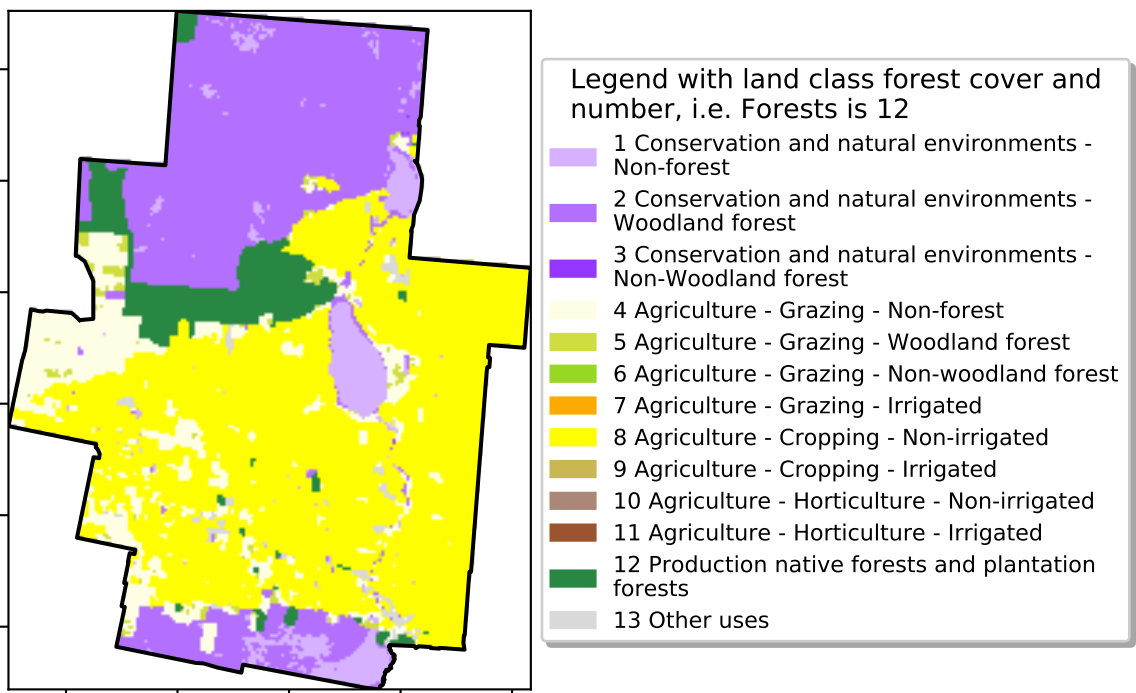 Legend with land class forest cover and
number, i.e. Forests is 12
1 Conservation and natural environments -
Non-forest
2 Conservation and natural environments -
Woodland forest
3 Conservation and natural environments -
Non-Woodland forest
4 Agriculture - Grazing - Non-forest
5 Agriculture - Grazing - Woodland forest
6 Agriculture - Grazing - Non-woodland forest
7 Agriculture - Grazing - Irrigated
8 Agriculture - Cropping - Non-irrigated
9 Agriculture - Cropping - Irrigated
10 Agriculture - Horticulture - Non-irrigated
11 Agriculture - Horticulture - Irrigated
12 Production native forests and plantation
forests
13 Other uses